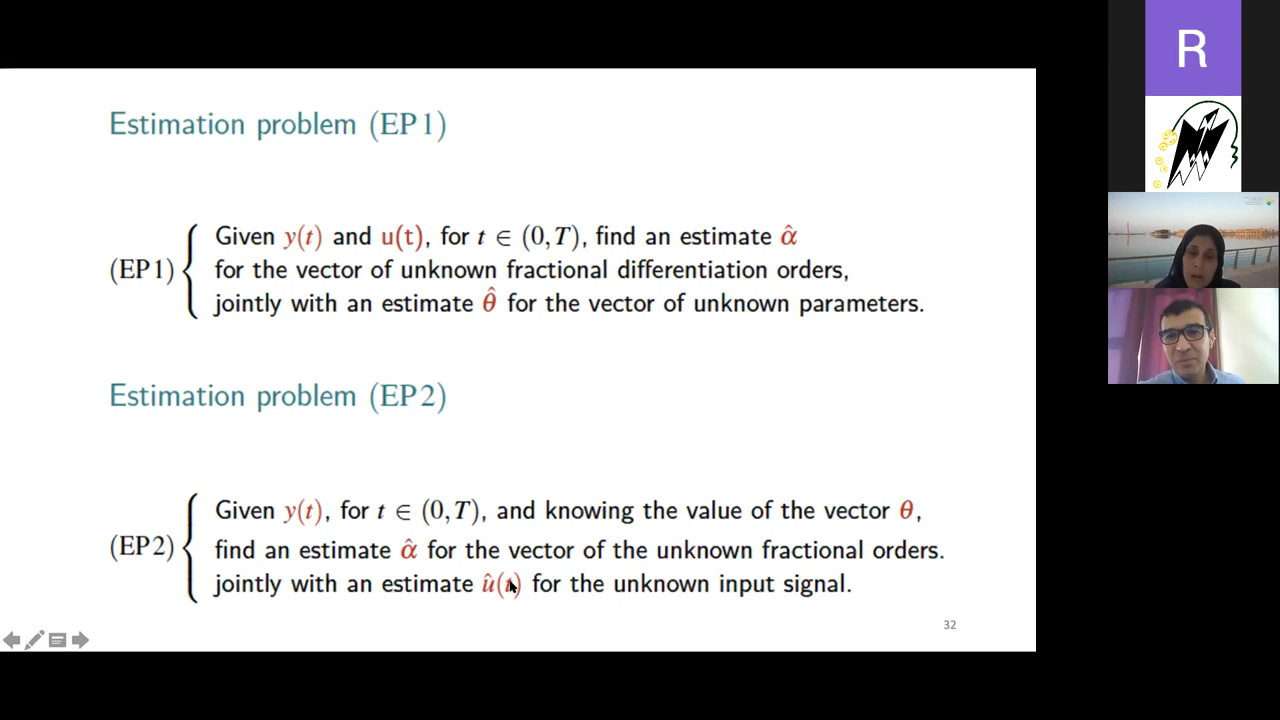 Estimation problem (EP1)
Given y(t) and u(t), for t ∈ (0, T), find an estimate α̂
(EP1) for the vector of unknown fractional differentiation orders,
jointly with an estimate θ̂ for the vector of unknown parameters.
Estimation problem (EP2)
Given y(t), for t ∈ (0, T), and knowing the value of the vector θ,
(EP2) find an estimate α̂ for the vector of the unknown fractional orders.
jointly with an estimate û(t) for the unknown input signal.
32
R